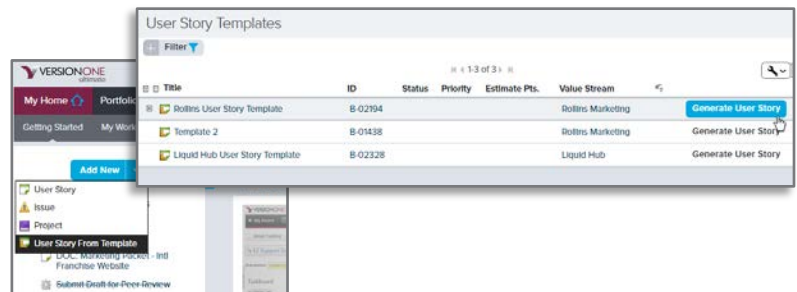 User Story Templates
Filter
1-3 of 3
Title ID Status Priority Estimate Pts. Value Stream
Rollins User Story Template B-02194 Rollins Marketing Generate User Story
Template 2 B-01438 Rollins Marketing Generate User Story
Liquid Hub User Story Template B-02328 Liquid Hub Generate User Story
VERSIONONE
ultimate
My Home Portfolio
Getting Started My Work
Add New
User Story
Issue
Project
User Story From Template
DOC: Marketing Packet - Intl
Franchise Website
Submit Draft for Peer Review